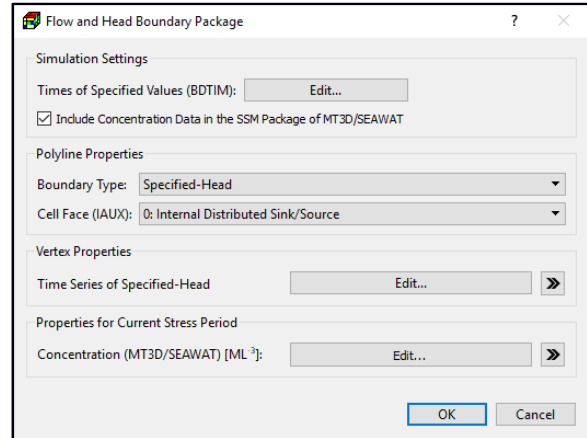 Flow and Head Boundary Package
?
Simulation Settings
Times of Specified Values (BDTIM): Edit...
Include Concentration Data in the SSM Package of MT3D/SEAWAT
Polyline Properties
Boundary Type: Specified-Head
Cell Face (IAUX): 0: Internal Distributed Sink/Source
Vertex Properties
Time Series of Specified-Head Edit...
Properties for Current Stress Period
Concentration (MT3D/SEAWAT) [ML⁻³]: Edit...
OK Cancel